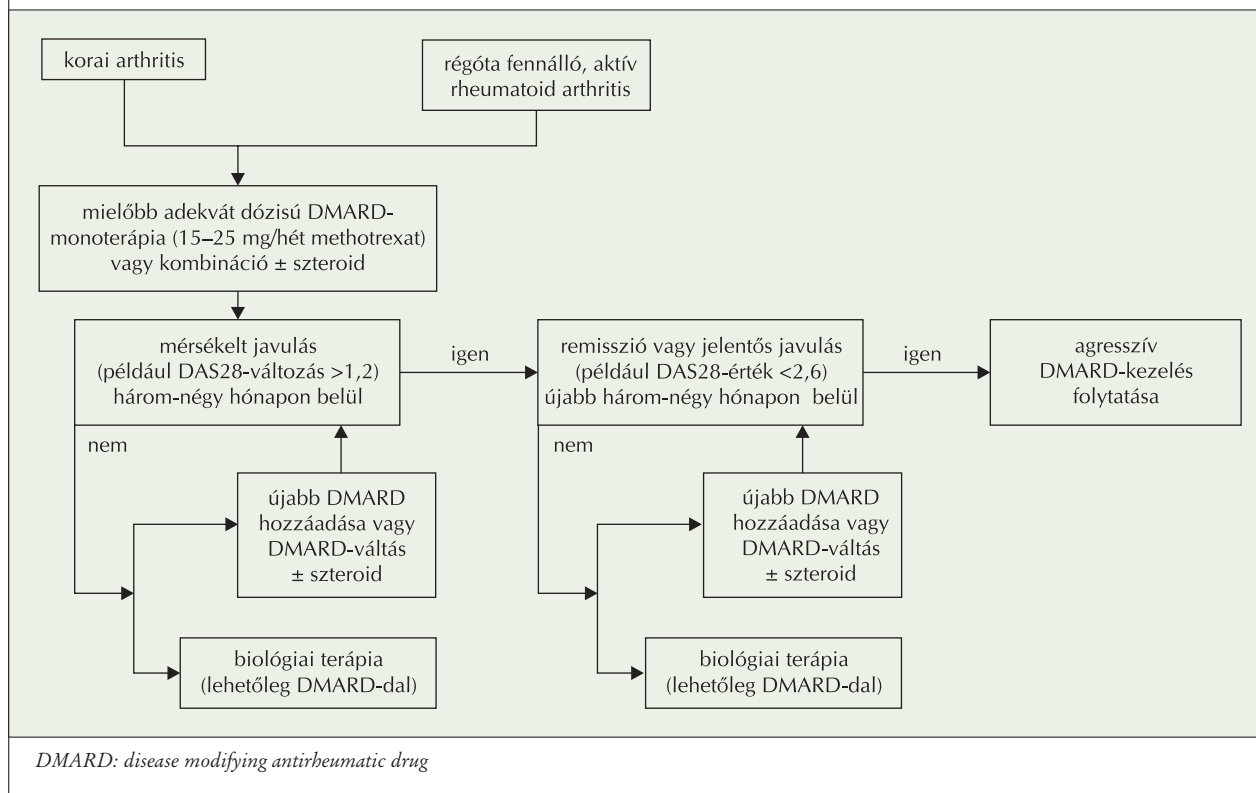 korai arthritis
régóta fennálló, aktív
rheumatoid arthritis
mielőbb adekvát dózisú DMARD-
monoterápia (15–25 mg/hét methotrexat)
vagy kombináció ± szteroid
mérsékelt javulás
(például DAS28-változás >1,2)
három-négy hónapon belül
igen
remisszió vagy jelentős javulás
(például DAS28-érték <2,6)
újabb három-négy hónapon belül
igen
agresszív
DMARD-kezelés
folytatása
nem
újabb DMARD
hozzáadása vagy
DMARD-váltás
± szteroid
biológiai terápia
(lehetőleg DMARD-dal)
nem
újabb DMARD
hozzáadása vagy
DMARD-váltás
± szteroid
biológiai terápia
(lehetőleg DMARD-dal)
DMARD: disease modifying antirheumatic drug